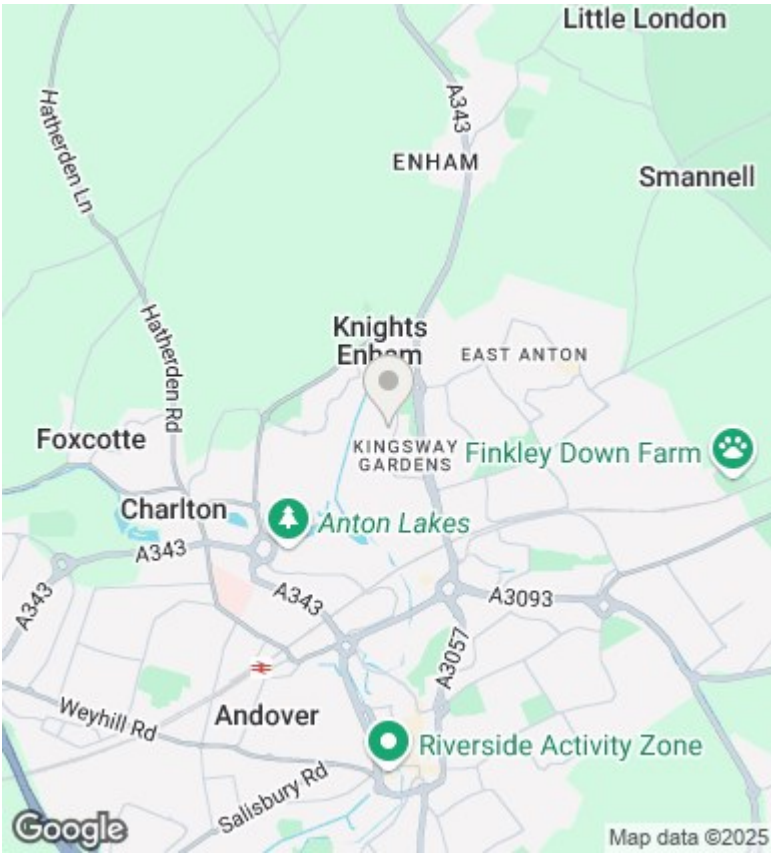 Little London
Hatherden Ln
A343
ENHAM
Smannell
Hatherden Rd
Knights
Enham
EAST ANTON
Foxcotte
KINGSWAY
GARDENS
Finkley Down Farm
Charlton
Anton Lakes
A343
A343
A343
A3093
A3057
Weyhill Rd
Andover
Riverside Activity Zone
Salisbury Rd
Google
Map data ©2025